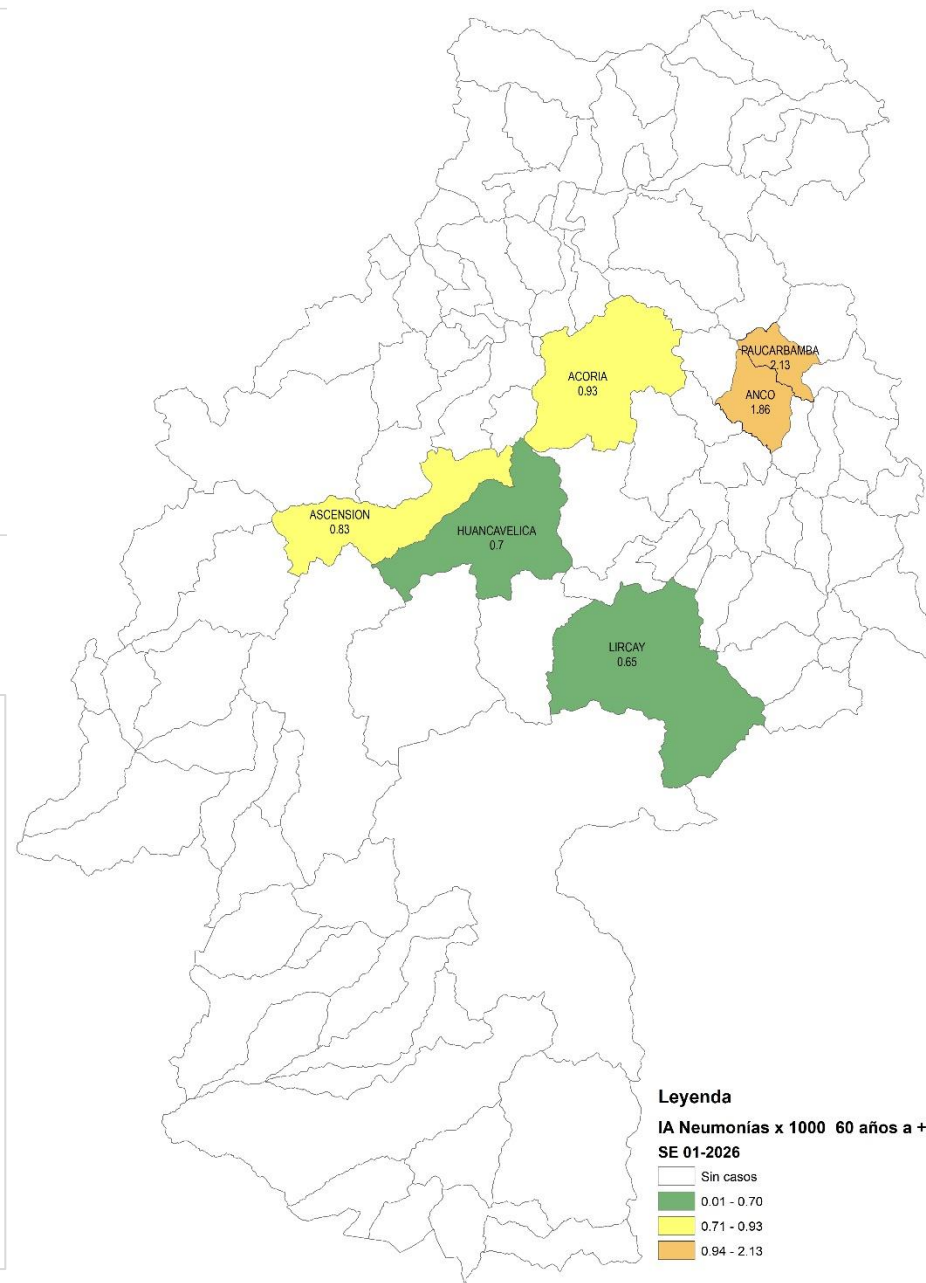 PAUCARBAMBA
2.13
ACORIA
0.93
ANCO
1.86
ASCENSION
0.83
HUANCAVELICA
0.7
LIRCAY
0.65
Leyenda
IA Neumonías x 1000 60 años a +
SE 01-2026
Sin casos
0.01 - 0.70
0.71 - 0.93
0.94 - 2.13